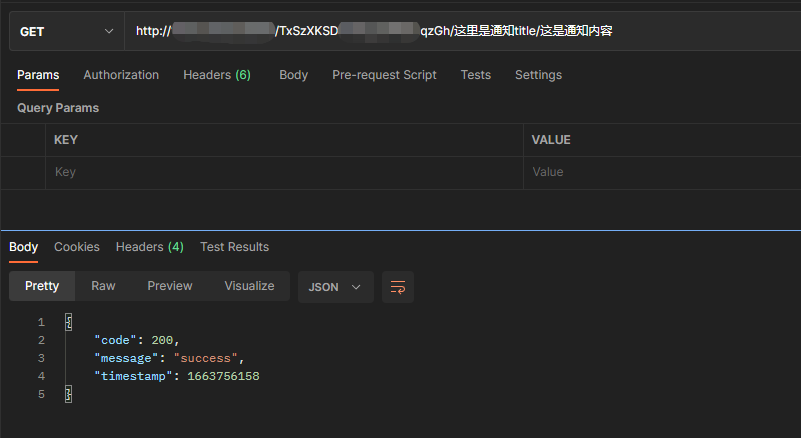 GET http:// /TxSzXKSD qzGh/这里是通知title/这是通知内容
Params Authorization Headers (6) Body Pre-request Script Tests Settings
Query Params
KEY VALUE
Key Value
Body Cookies Headers (4) Test Results
Pretty Raw Preview Visualize JSON
1 {
2 "code": 200,
3 "message": "success",
4 "timestamp": 1663756158
5 }